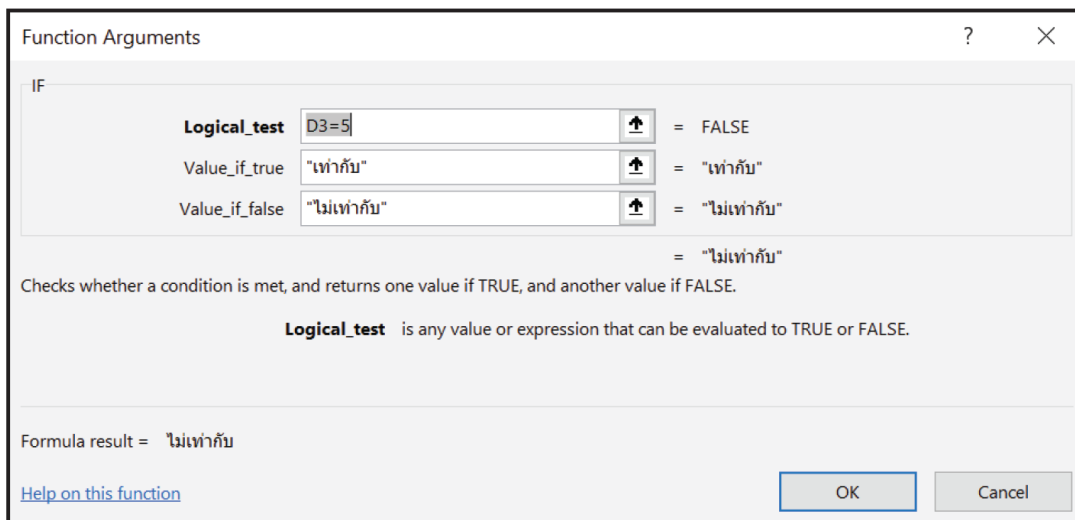 Function Arguments ? ×
IF
Logical_test D3=5 = FALSE
Value_if_true "เท่ากับ" = "เท่ากับ"
Value_if_false "ไม่เท่ากับ" = "ไม่เท่ากับ"
= "ไม่เท่ากับ"
Checks whether a condition is met, and returns one value if TRUE, and another value if FALSE.
Logical_test is any value or expression that can be evaluated to TRUE or FALSE.
Formula result = ไม่เท่ากับ
Help on this function OK Cancel